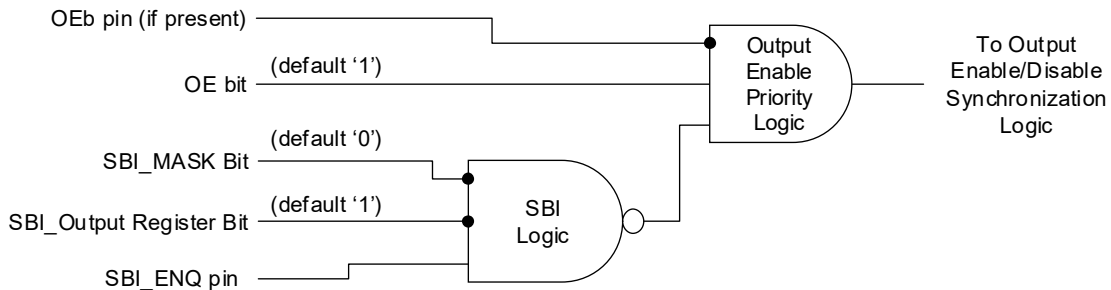 OEb pin (if present)
OE bit
(default ‘1’)
SBI_MASK Bit
(default ‘0’)
SBI_Output Register Bit
(default ‘1’)
SBI_ENQ pin
SBI
Logic
Output
Enable
Priority
Logic
To Output
Enable/Disable
Synchronization
Logic